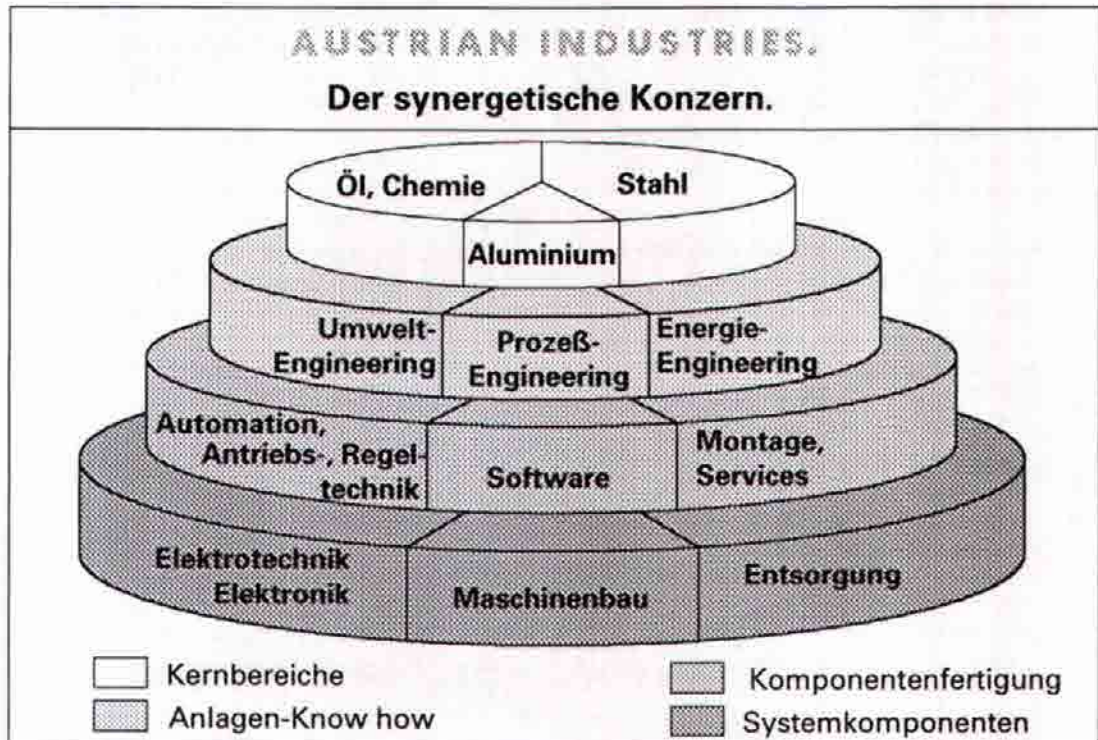 AUSTRIAN INDUSTRIES.
Der synergetische Konzern.
Öl, Chemie
Stahl
Aluminium
Umwelt-
Engineering
Prozeß-
Engineering
Energie-
Engineering
Automation,
Antriebs-, Regel-
technik
Software
Montage,
Services
Elektrotechnik
Elektronik
Maschinenbau
Entsorgung
Kernbereiche
Anlagen-Know how
Komponentenfertigung
Systemkomponenten